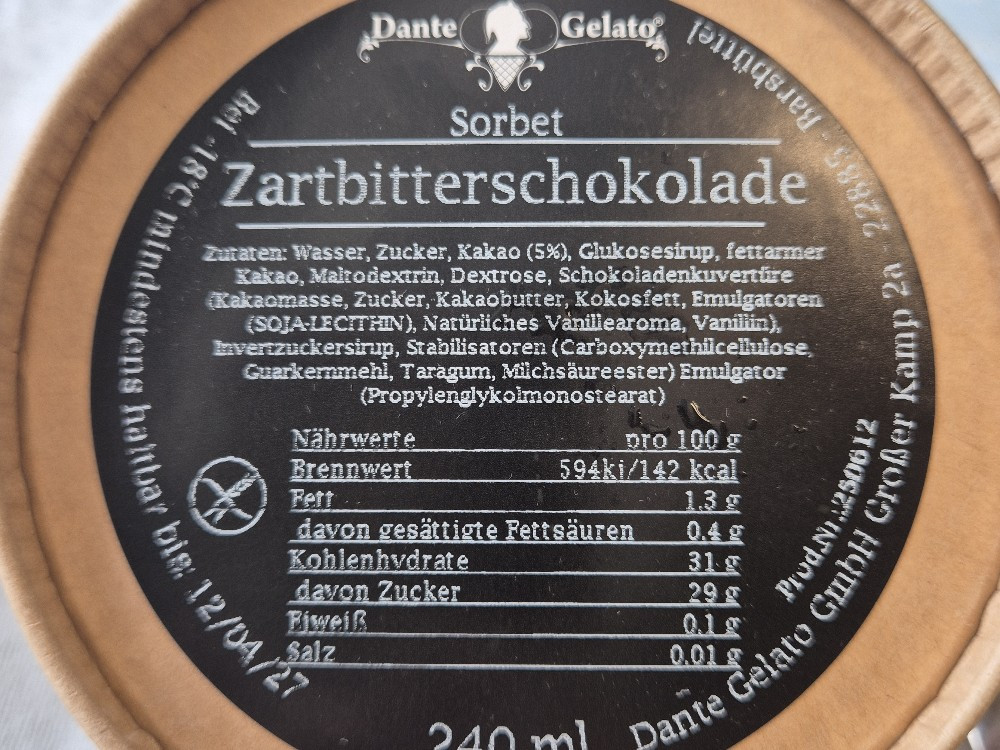 Dante Gelato®
Sorbet
Zartbitterschokolade
Zutaten: Wasser, Zucker, Kakao (5%), Glukosesirup, fettarmer
Kakao, Maltodextrin, Dextrose, Schokoladenkuvertüre
(Kakaomasse, Zucker, Kakaobutter, Kokosfett, Emulgatoren
(SOJA-LECITHIN), Natürliches Vanillearoma, Vanillin),
Invertzuckersirup, Stabilisatoren (Carboxymethilcellulose,
Guarkernmehl, Taragum, Milchsäureester) Emulgator
(Propylenglykolmonostearat)
Nährwerte pro 100 g
Brennwert 594kj/142 kcal
Fett 1.3 g
davon gesättigte Fettsäuren 0.4 g
Kohlenhydrate 31 g
davon Zucker 29 g
Eiweiß 0.1 g
Salz 0.01 g
240 ml
Bei -18°C mindestens haltbar bis: 12/04/27
Prod.Nr.:250612
Dante Gelato GmbH Großer Kamp 2a - 22885 - Barsbüttel